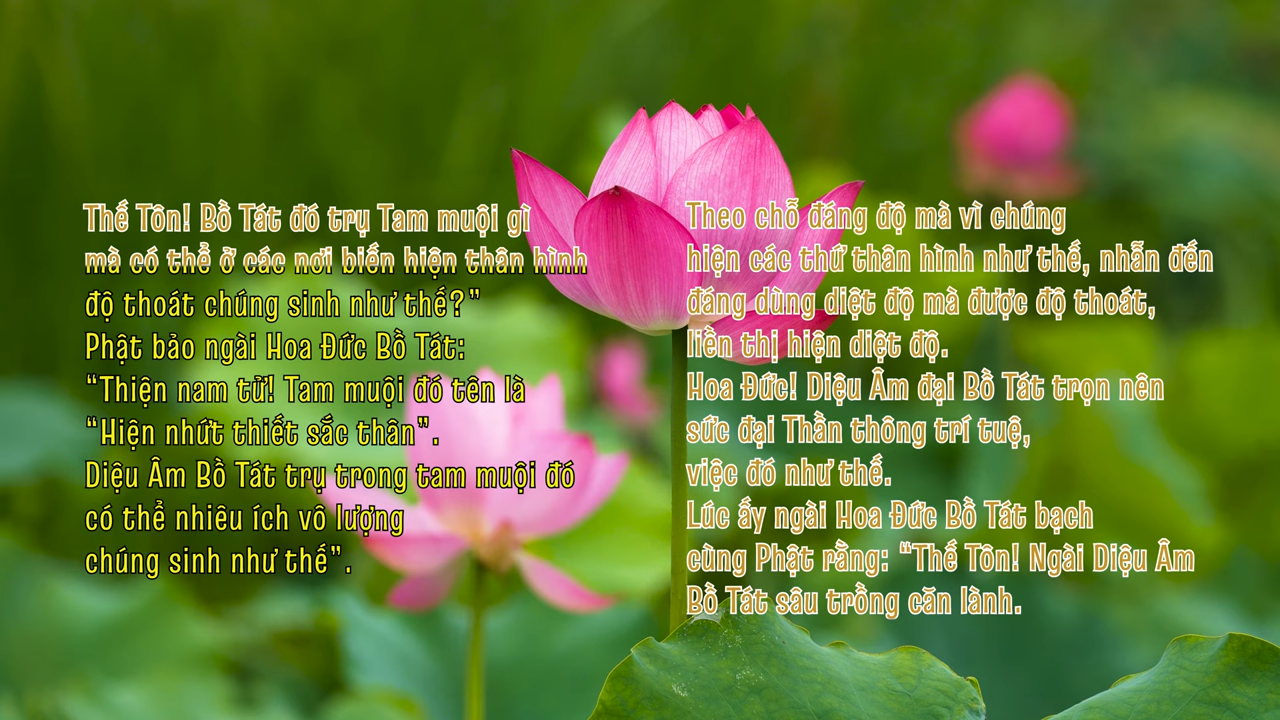 Theo chỗ đáng độ mà vì chúng
hiện các thứ thân hình như thế, nhẫn đến
đáng dùng diệt độ mà được độ thoát,
liền thị hiện diệt độ.
Hoa Đức! Diệu Âm đại Bồ Tát trọn nên
sức đại Thần thông trí tuệ,
việc đó như thế.
Lúc ấy ngài Hoa Đức Bồ Tát bạch
cùng Phật rằng: “Thế Tôn! Ngài Diệu Âm
Bồ Tát sâu trồng căn lành.
Thế Tôn! Bồ Tát đó trụ Tam muội gì
mà có thể ở các nơi biến hiện thân hình
độ thoát chúng sinh như thế?”
Phật bảo ngài Hoa Đức Bồ Tát:
“Thiện nam tử! Tam muội đó tên là
“Hiện nhứt thiết sắc thân”.
Diệu Âm Bồ Tát trụ trong tam muội đó
có thể nhiêu ích vô lượng
chúng sinh như thế”.